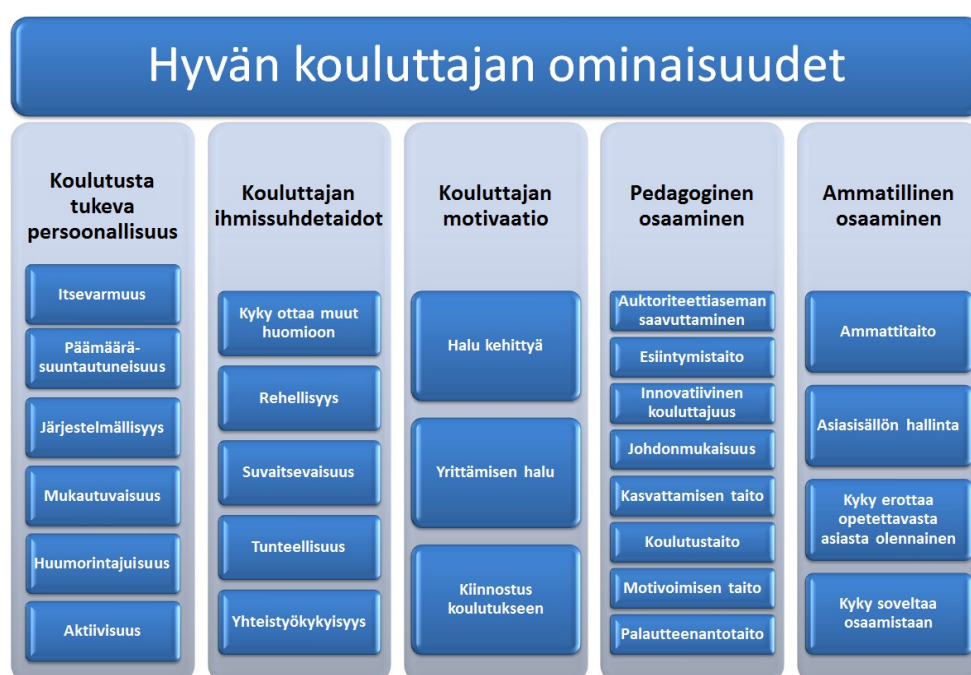 Hyvän kouluttajan ominaisuudet
Koulutusta
tukeva
persoonallisuus
Itsevarmuus
Päämäärä-
suuntautuneisuus
Järjestelmällisyys
Mukautuvaisuus
Huumorintajuisuus
Aktiivisuus
Kouluttajan
ihmissuhdetaidot
Kyky ottaa muut
huomioon
Rehellisyys
Suvaitsevaisuus
Tunteellisuus
Yhteistyökykyisyys
Kouluttajan
motivaatio
Halu kehittyä
Yrittämisen halu
Kiinnostus
koulutukseen
Pedagoginen
osaaminen
Auktoriteettiaseman
saavuttaminen
Esiintymistaito
Innovatiivinen
kouluttajuus
Johdonmukaisuus
Kasvattamisen taito
Koulutustaito
Motivoimisen taito
Palautteenantotaito
Ammatillinen
osaaminen
Ammattitaito
Asiasisällön hallinta
Kyky erottaa
opetettavasta
asiasta olennainen
Kyky soveltaa
osaamistaan